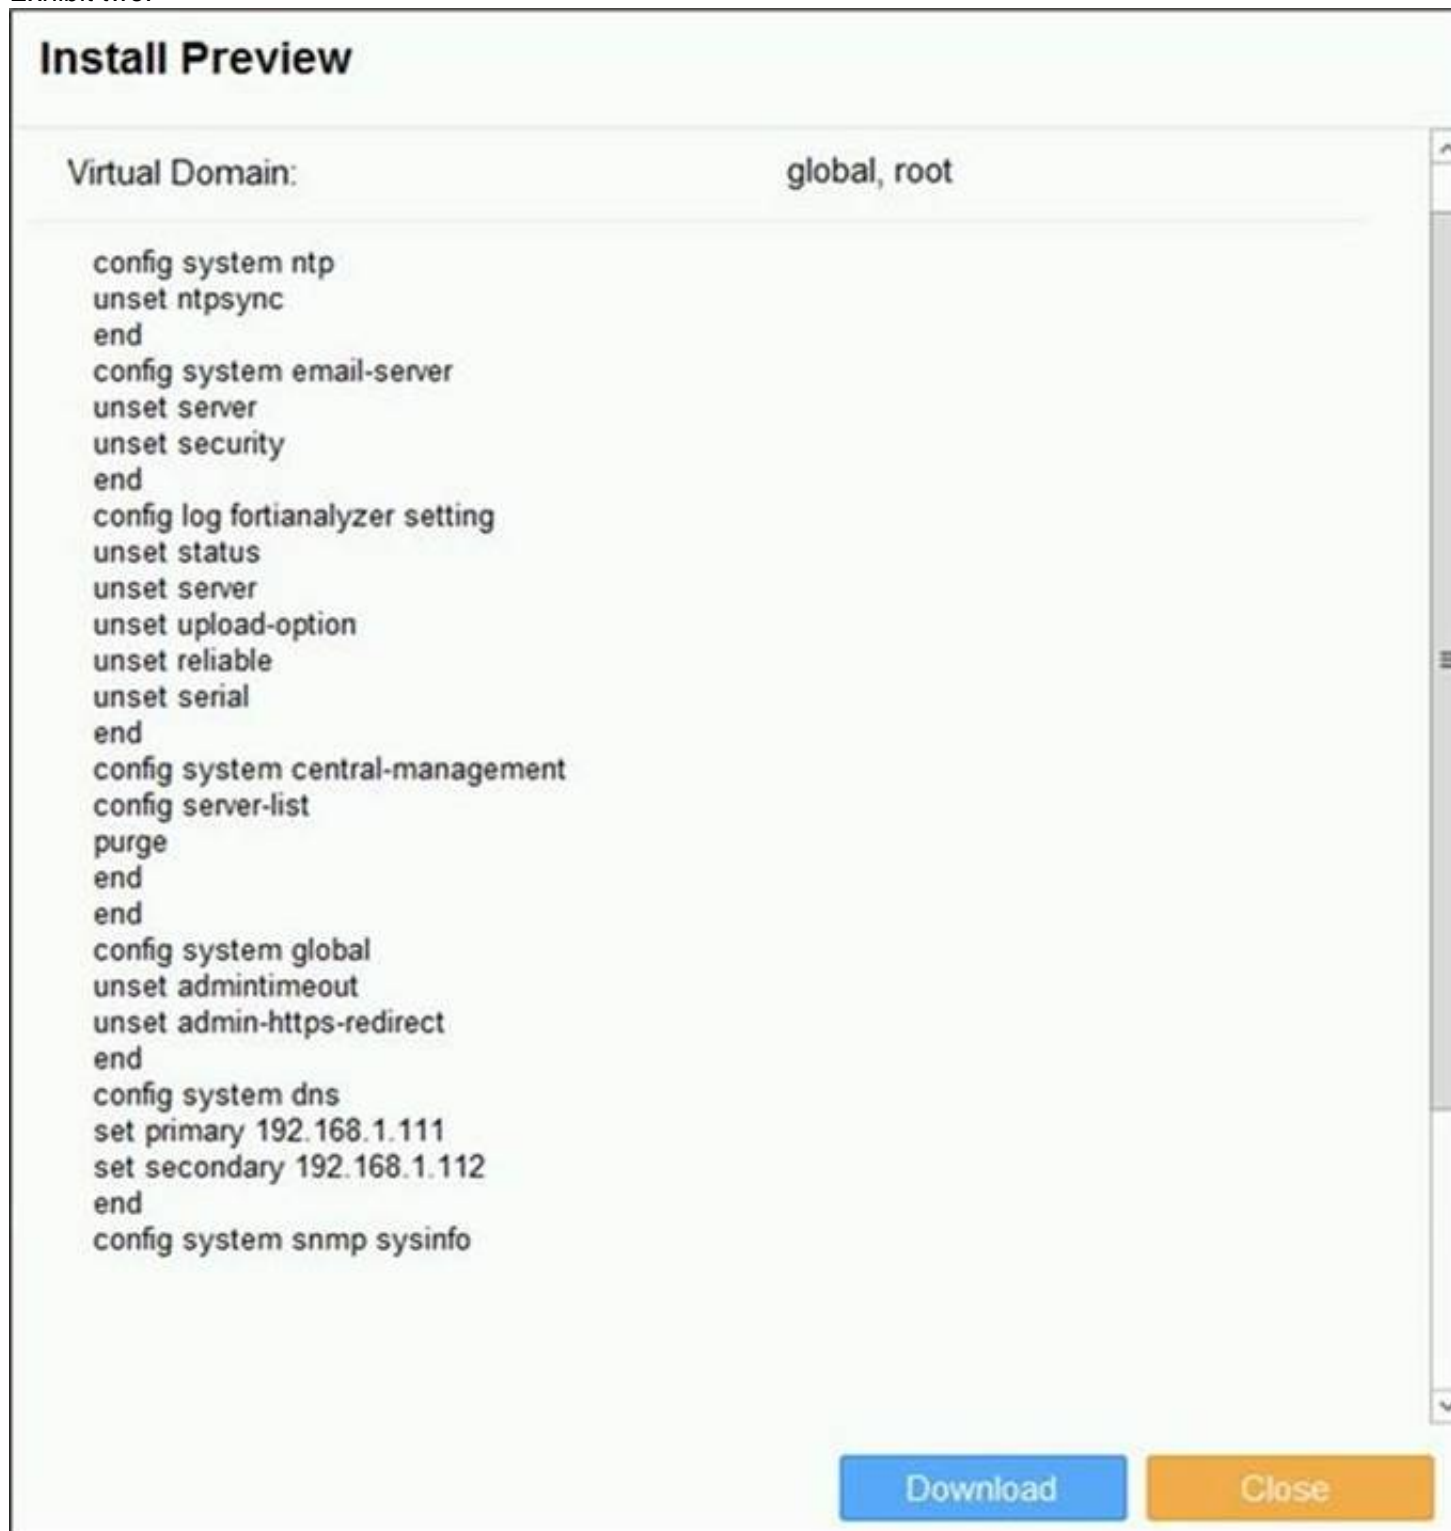 Install Preview
Virtual Domain: global, root
config system ntp
unset ntpsync
end
config system email-server
unset server
unset security
end
config log fortianalyzer setting
unset status
unset server
unset upload-option
unset reliable
unset serial
end
config system central-management
config server-list
purge
end
end
config system global
unset admintimeout
unset admin-https-redirect
end
config system dns
set primary 192.168.1.111
set secondary 192.168.1.112
end
config system snmp sysinfo
Download Close